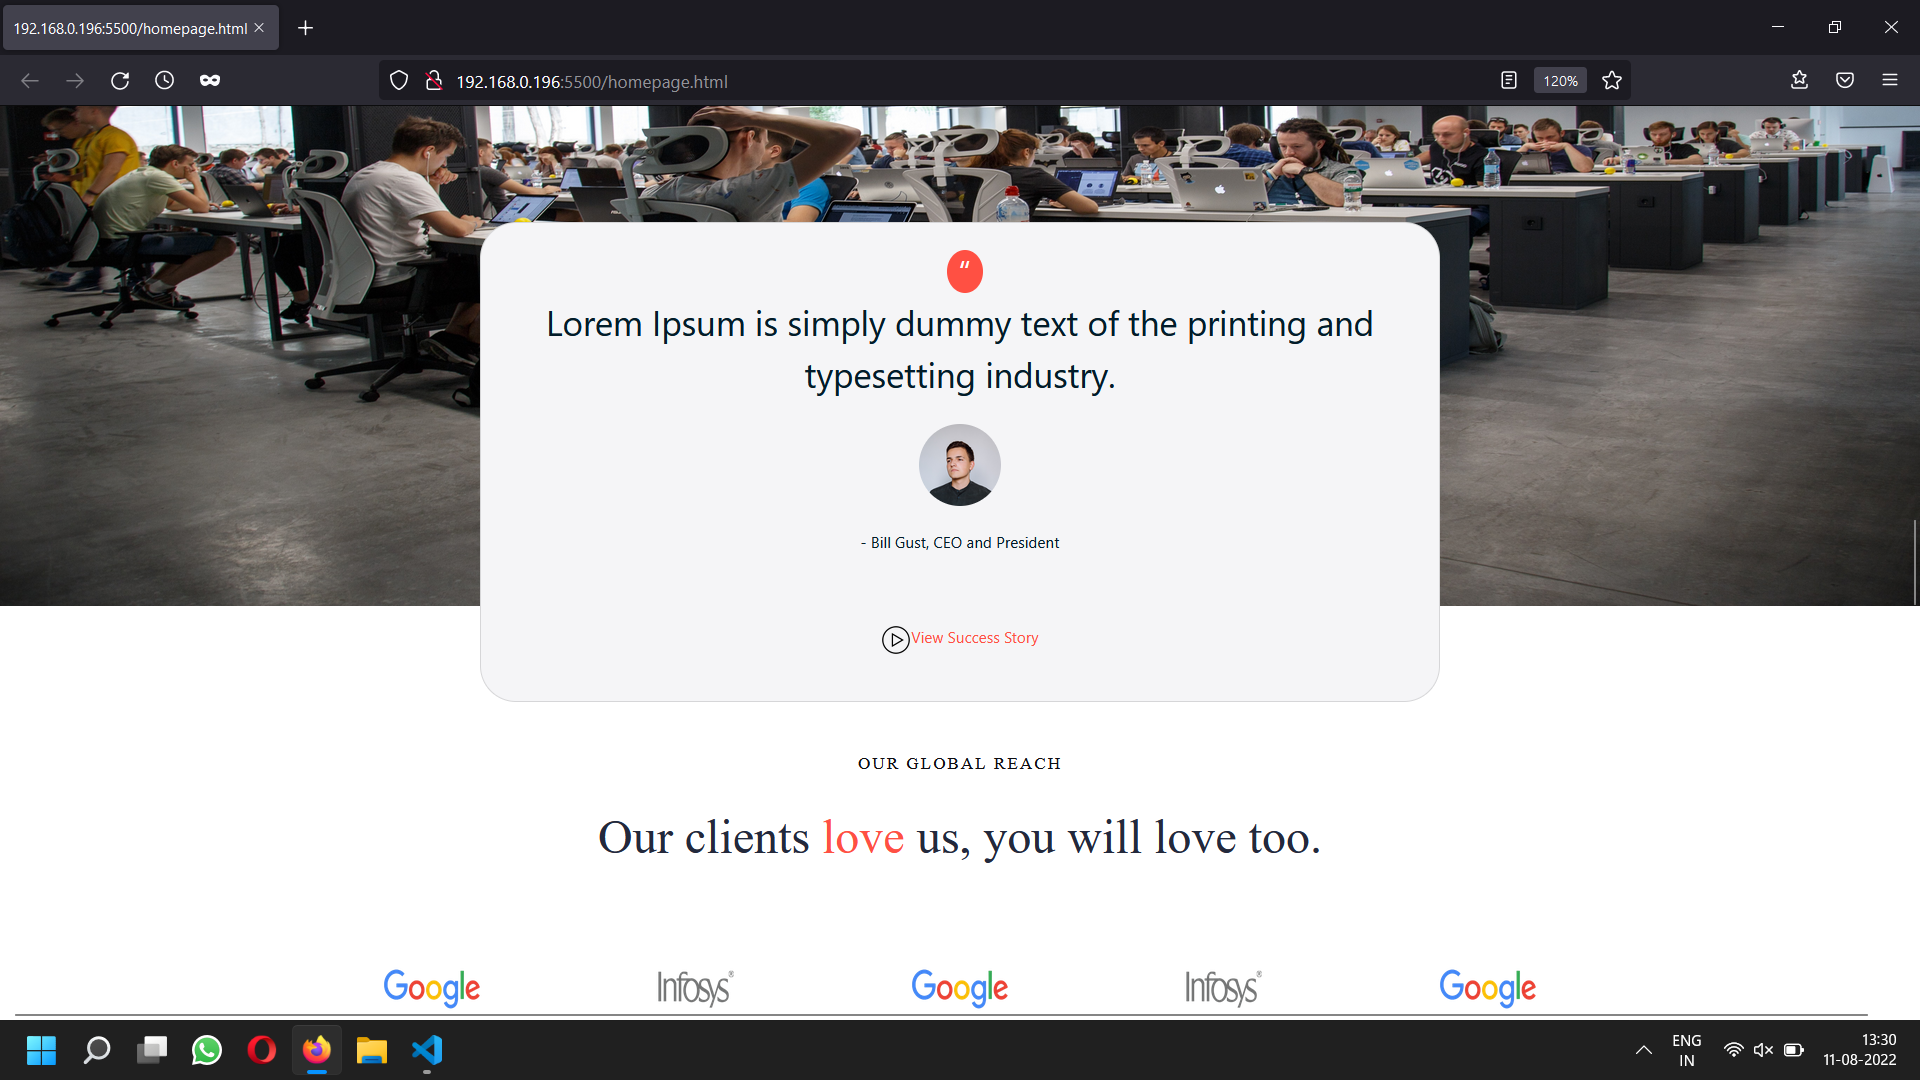 192.168.0.196:5500/homepage.html
192.168.0.196:5500/homepage.html
120%
“
Lorem Ipsum is simply dummy text of the printing and
typesetting industry.
- Bill Gust, CEO and President
View Success Story
OUR GLOBAL REACH
Our clients love us, you will love too.
Google Infosys® Google Infosys® Google
ENG
IN
13:30
11-08-2022